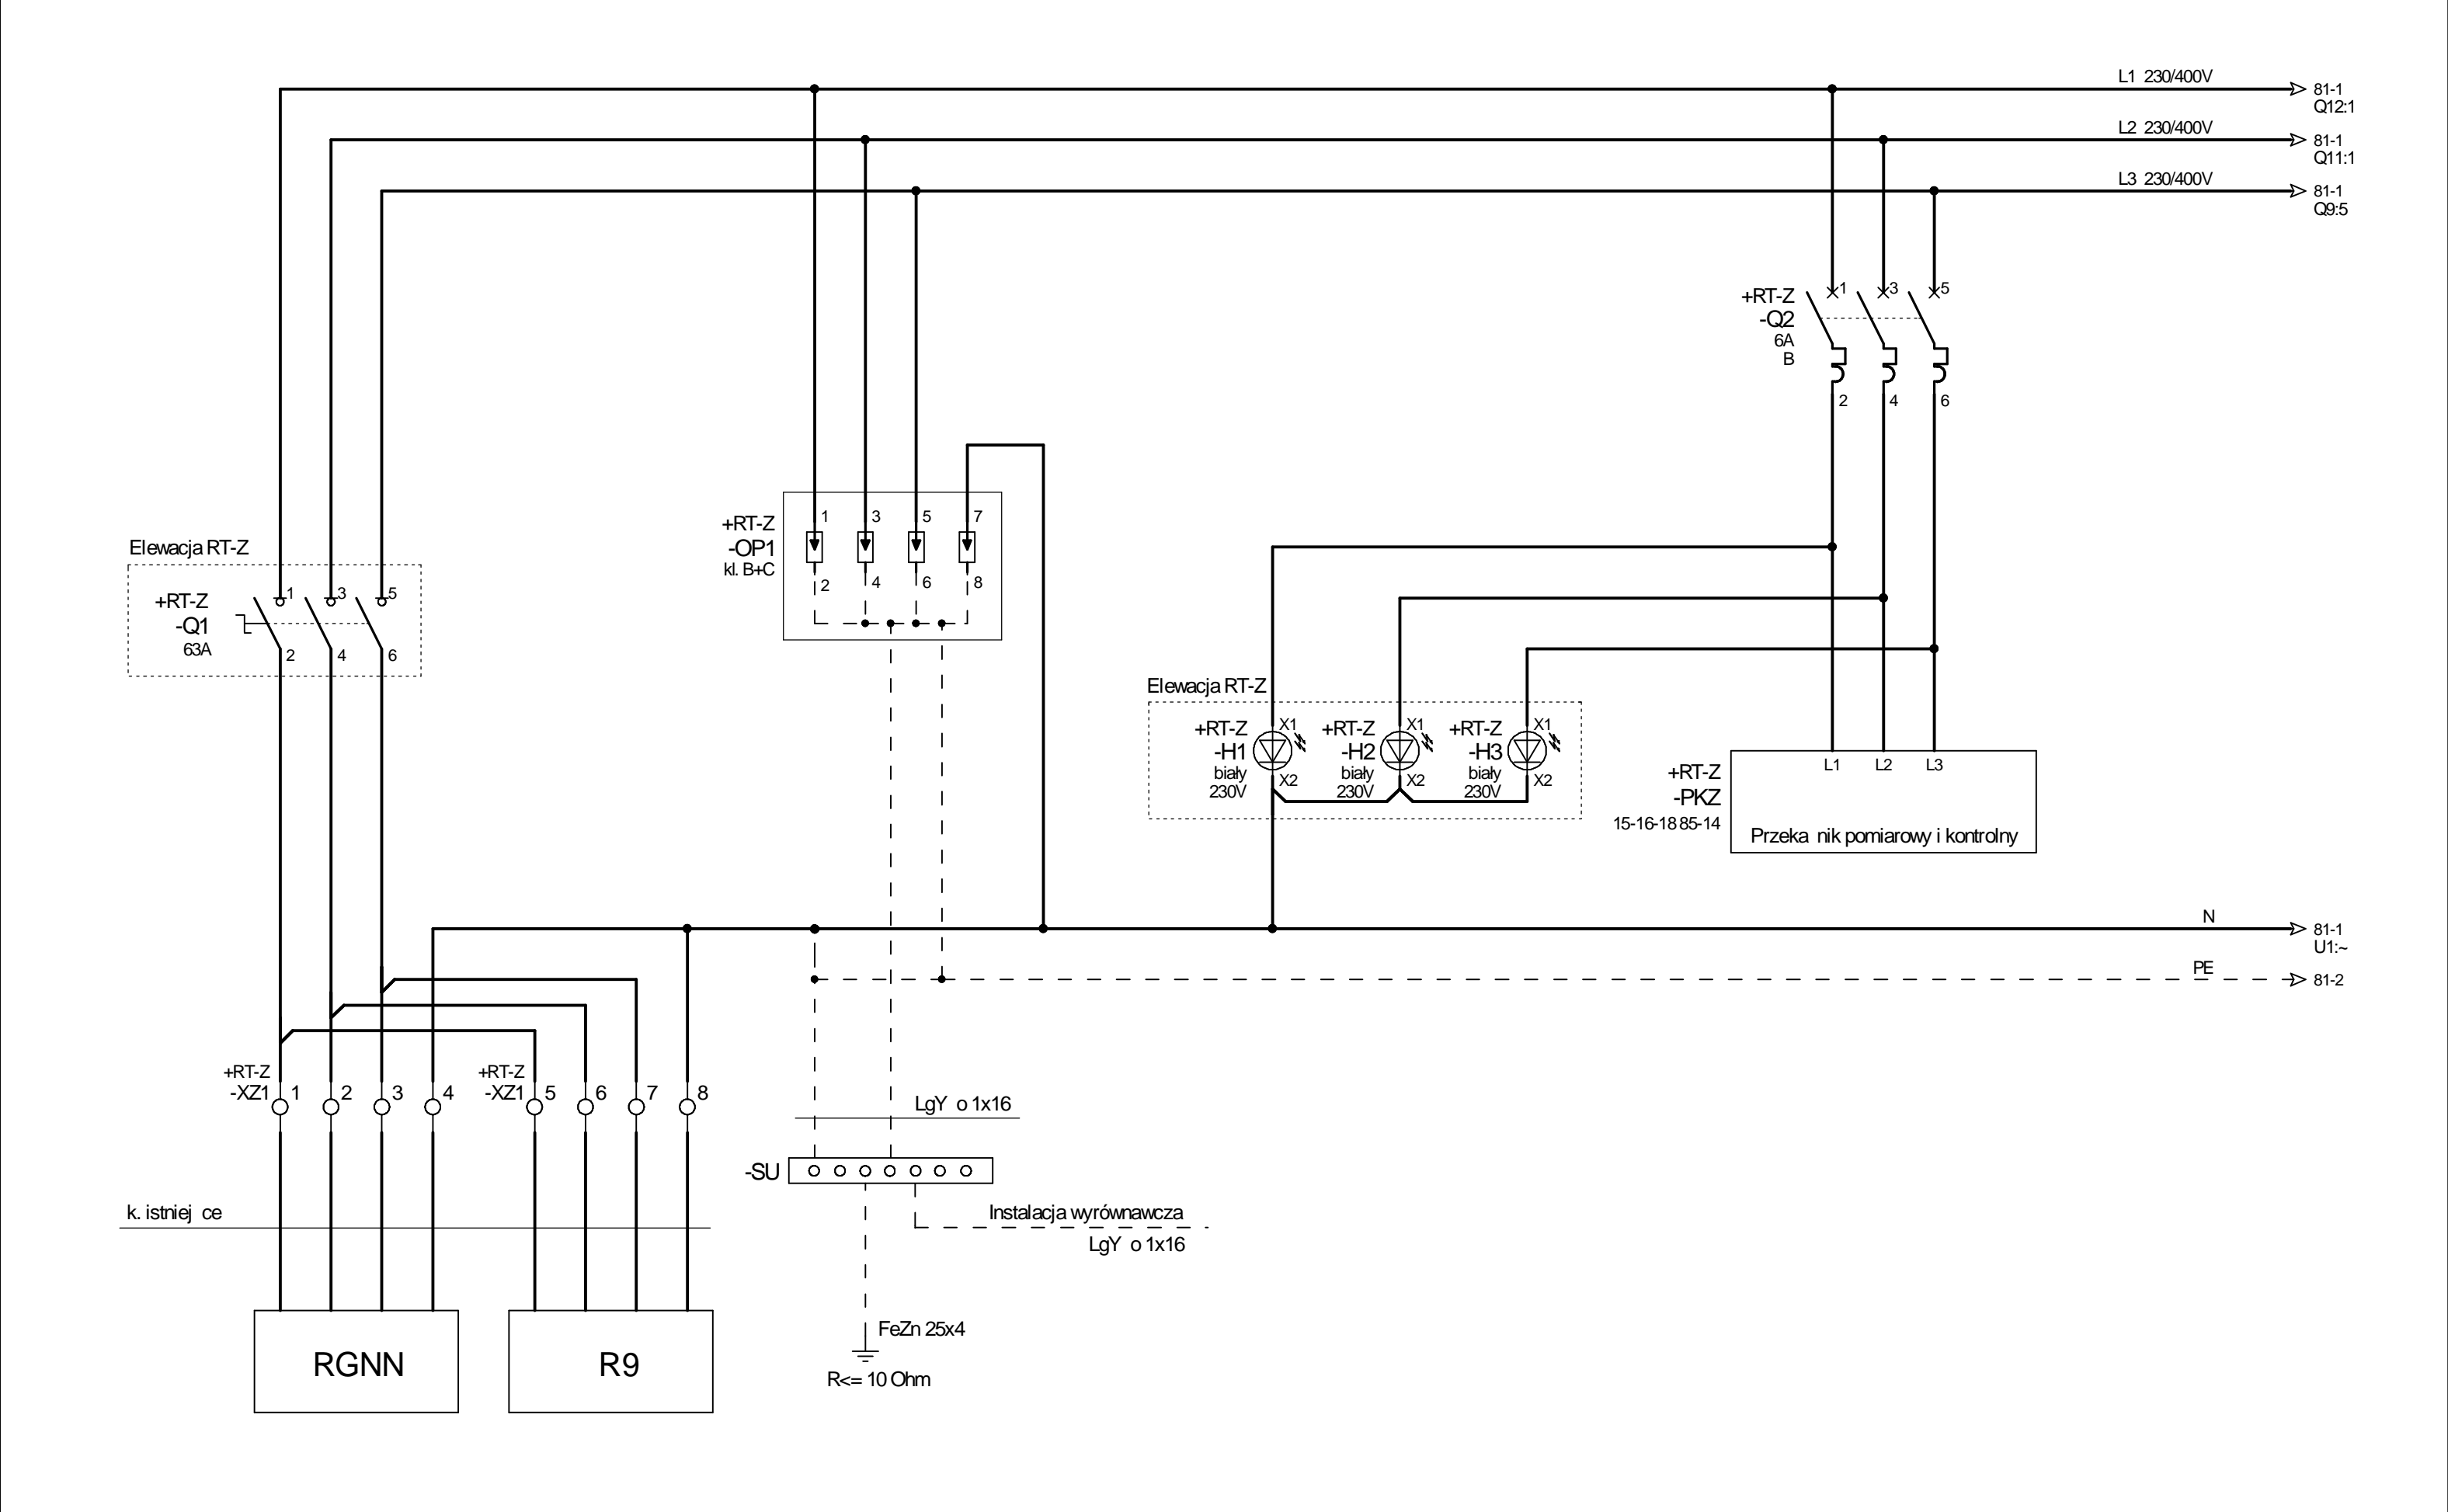 L1 230/400V
81-1
Q12:1
L2 230/400V
81-1
Q11:1
L3 230/400V
81-1
Q9:5
+RT-Z
-Q2
6A
B
1 3 5
2 4 6
+RT-Z
-OP1
kl. B+C
1 3 5 7
2 4 6 8
Elewacja RT-Z
+RT-Z
-Q1
63A
1 3 5
2 4 6
Elewacja RT-Z
+RT-Z
-H1
biały
230V
X1
X2
+RT-Z
-H2
biały
230V
X1
X2
+RT-Z
-H3
biały
230V
X1
X2
L1 L2 L3
+RT-Z
-PKZ
15-16-18 85-14
Przeka nik pomiarowy i kontrolny
N
81-1
U1:~
PE
81-2
+RT-Z
-XZ1 1 2 3 4
+RT-Z
-XZ1 5 6 7 8
LgY o 1x16
-SU
k. istniej ce
Instalacja wyrównawcza
LgY o 1x16
FeZn 25x4
R<= 10 Ohm
RGNN
R9